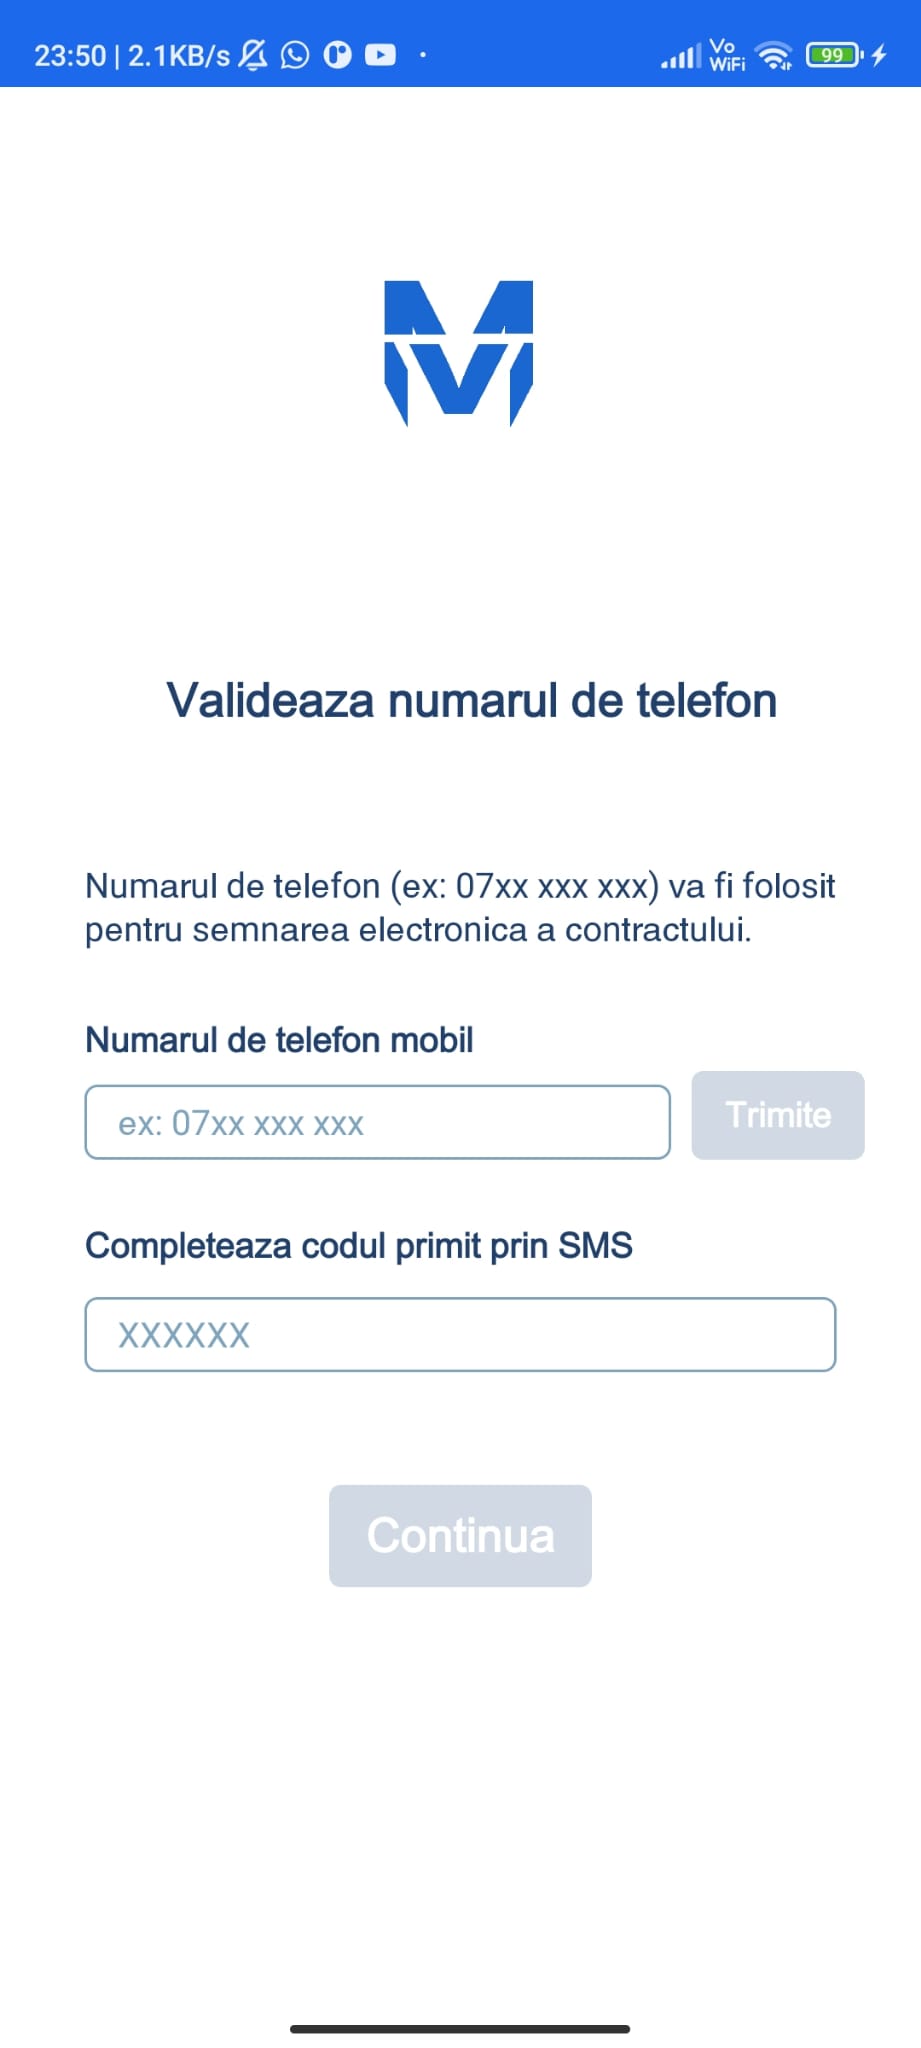 23:50 | 2.1KB/s
Vo WiFi 99
M
Valideaza numarul de telefon
Numarul de telefon (ex: 07xx xxx xxx) va fi folosit
pentru semnarea electronica a contractului.
Numarul de telefon mobil
ex: 07xx xxx xxx
Trimite
Completeaza codul primit prin SMS
XXXXXX
Continua